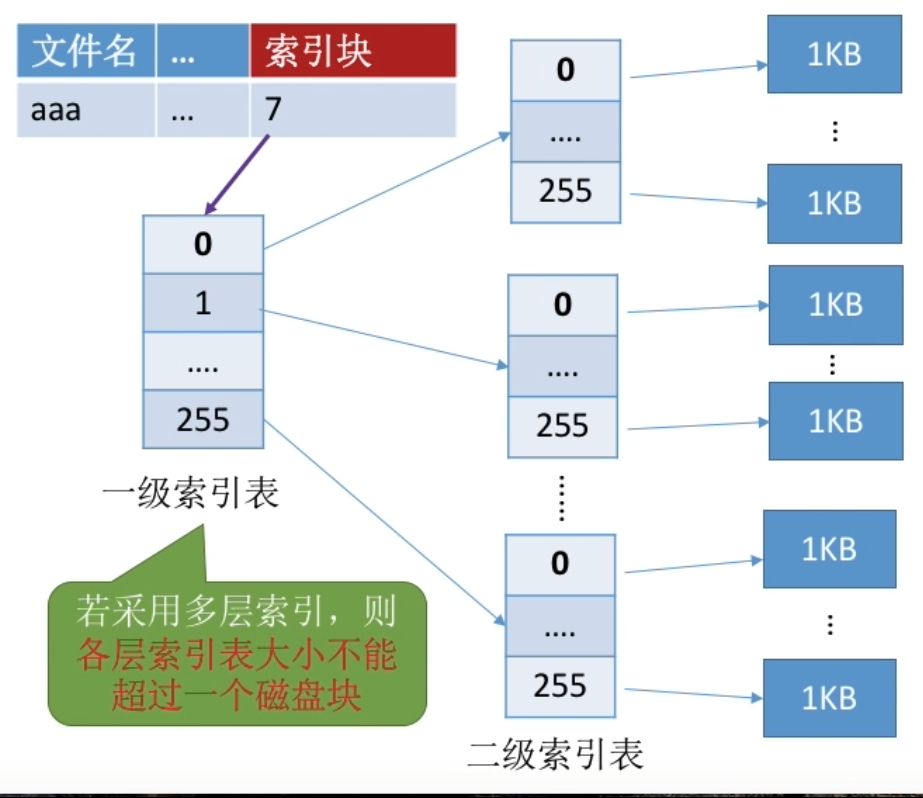 文件名 … 索引块
aaa … 7
0
1
....
255
一级索引表
若采用多层索引，则
各层索引表大小不能
超过一个磁盘块
0
....
255
0
....
255
0
....
255
二级索引表
1KB
1KB
1KB
1KB
1KB
1KB